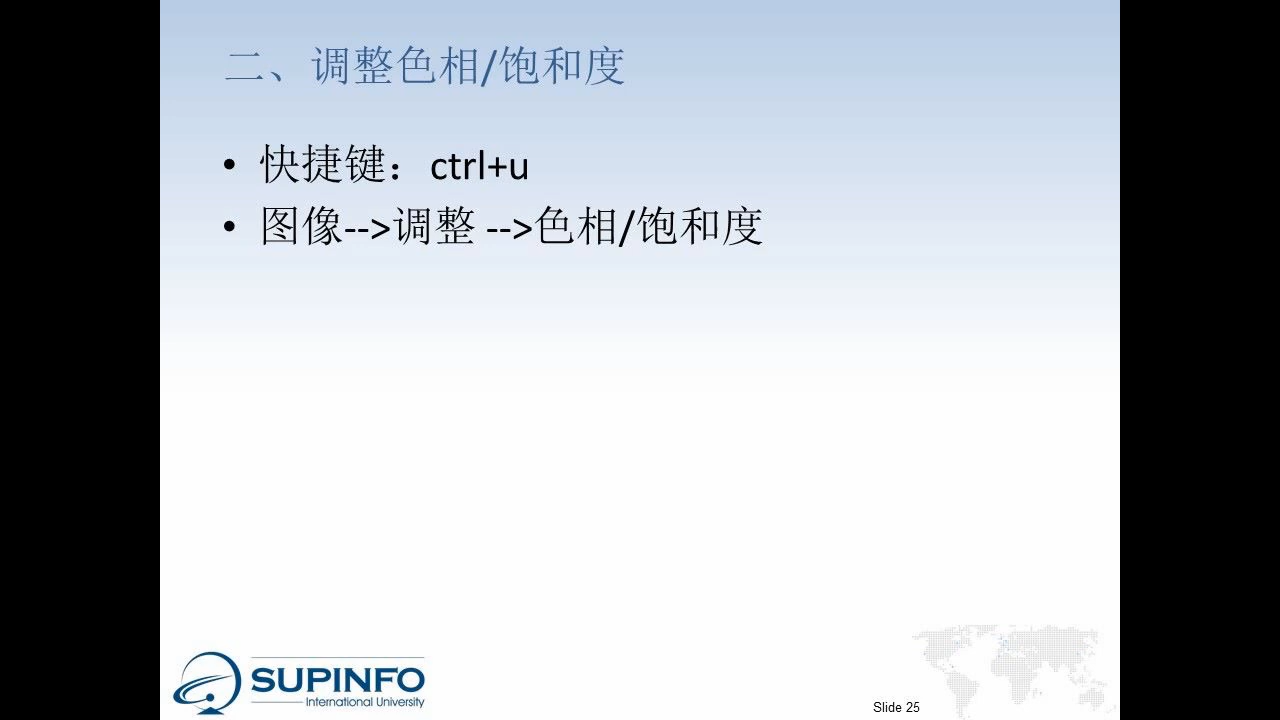 二、调整色相/饱和度
• 快捷键：ctrl+u
• 图像-->调整 -->色相/饱和度
SUPINFO
International University
Slide 25